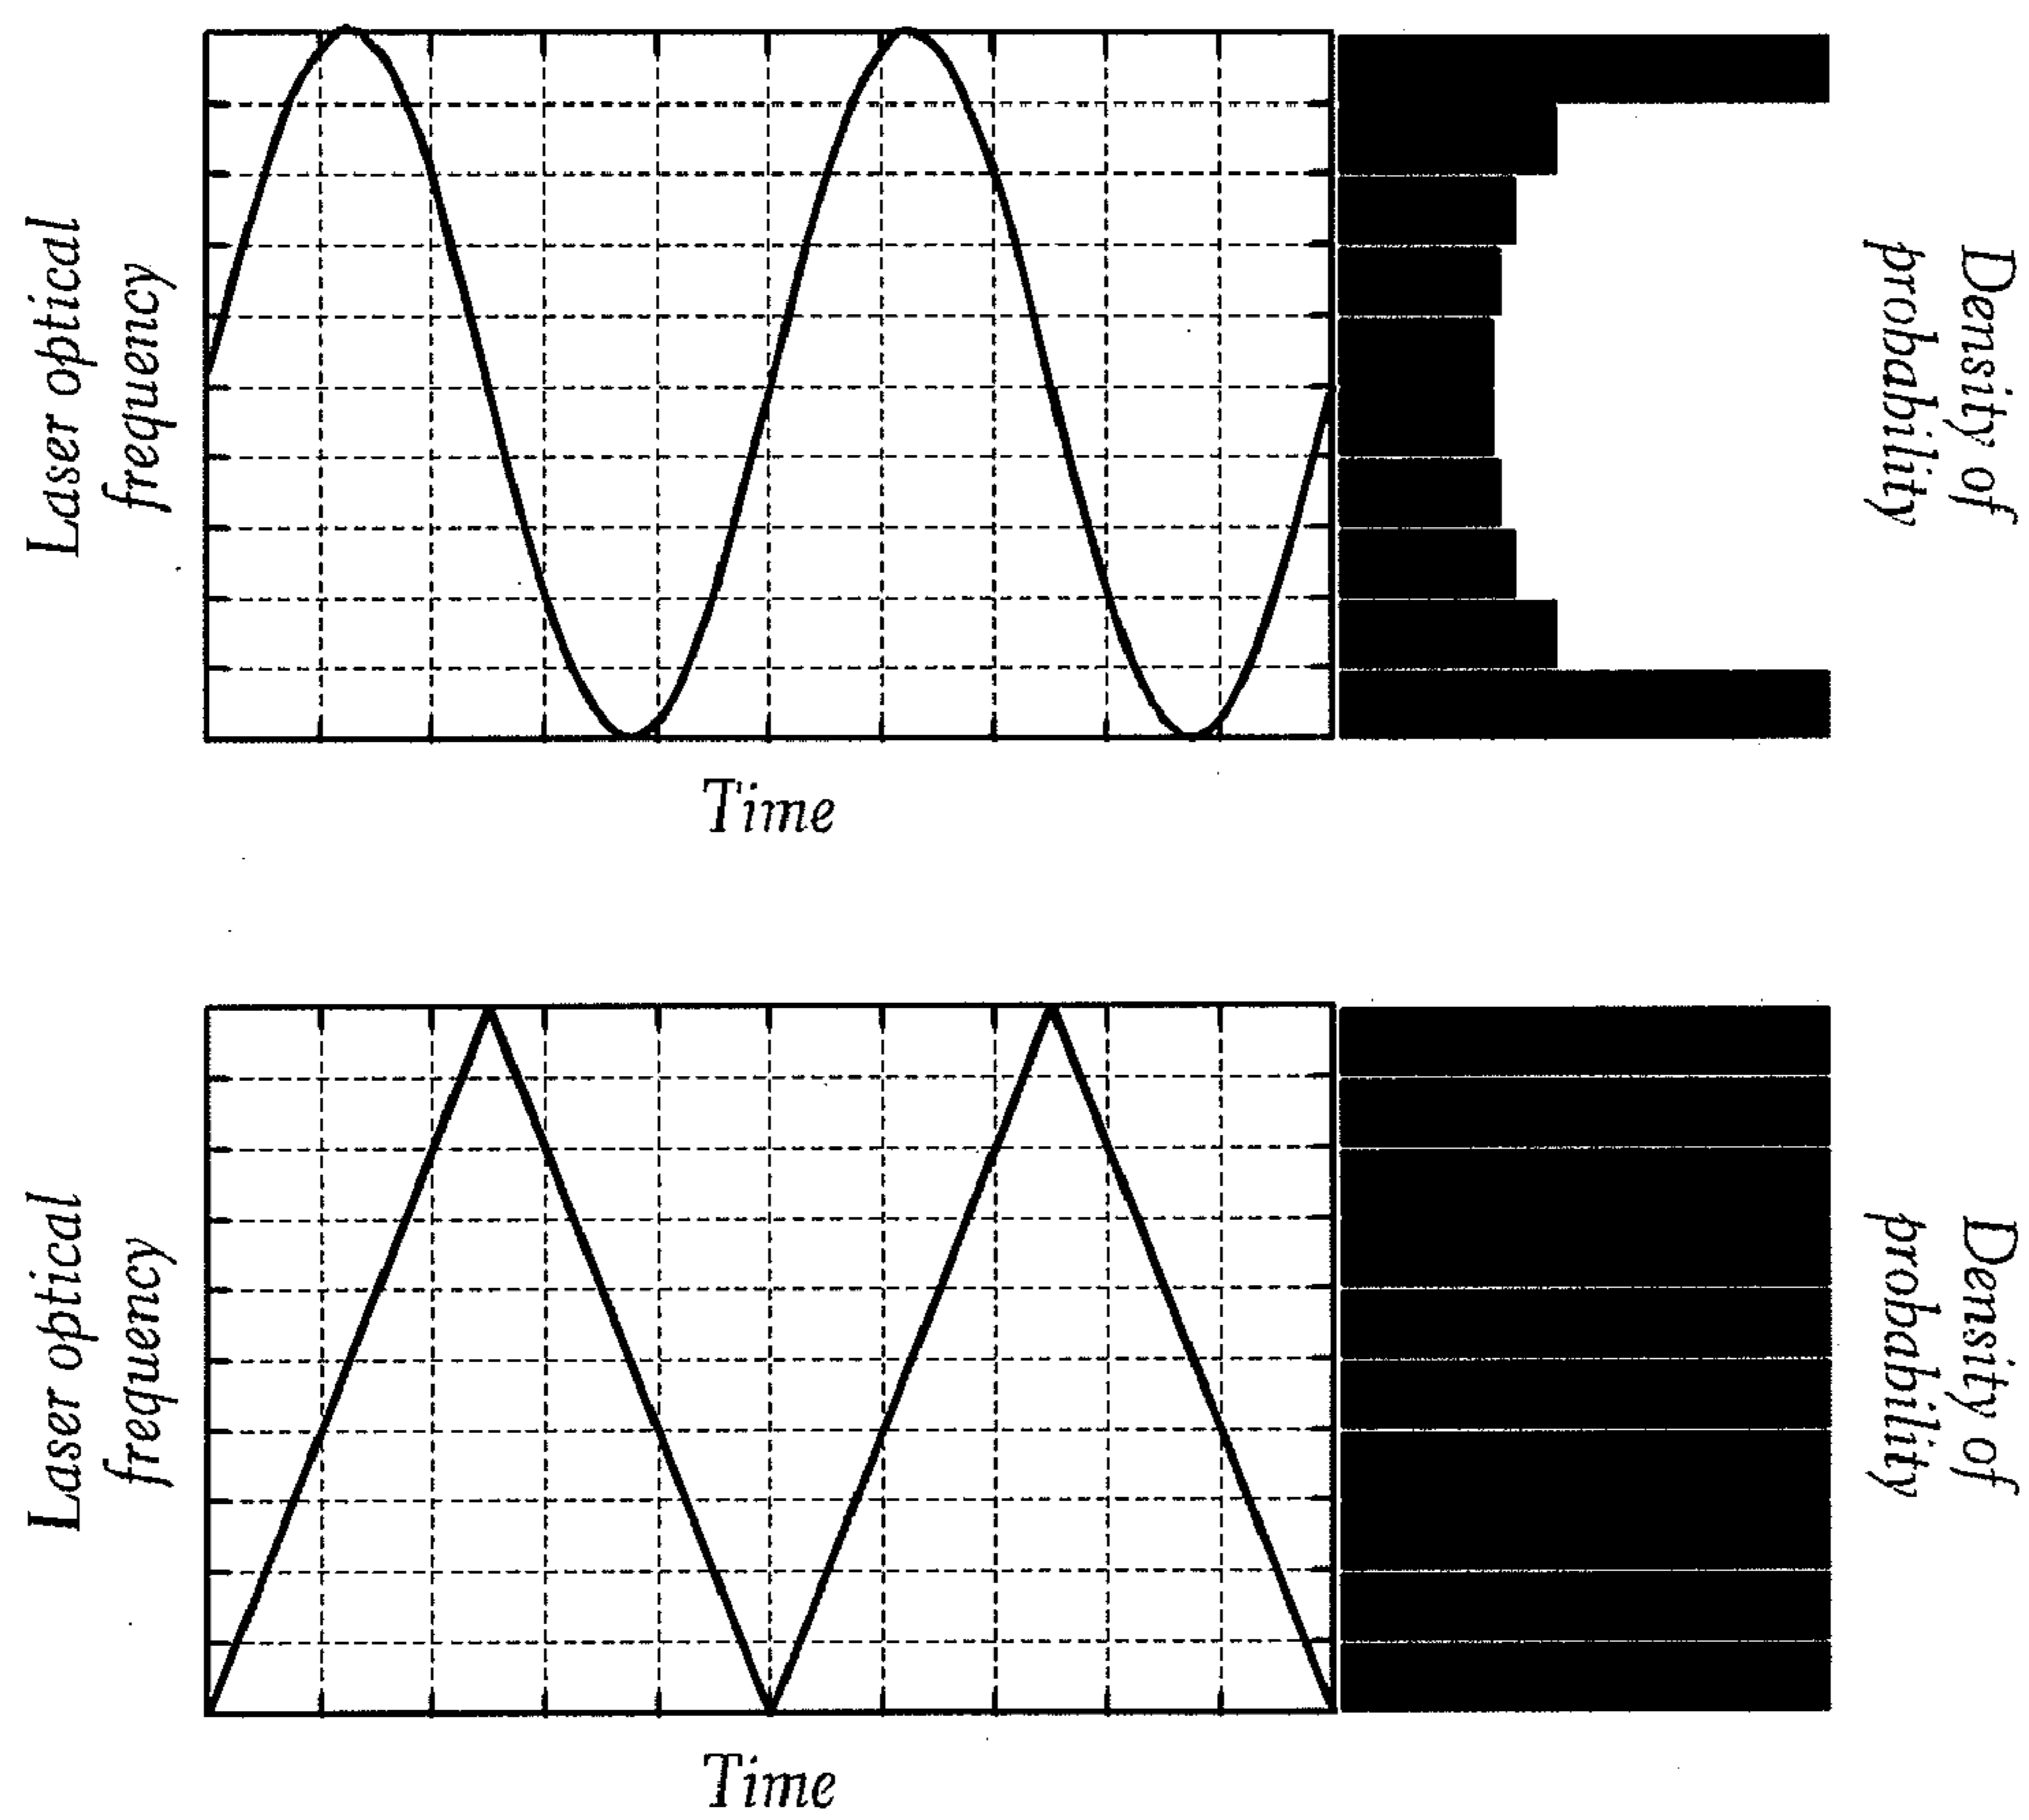 Laser optical
frequency
Time
Density of
probability
Laser optical
frequency
Time
Density of
probability